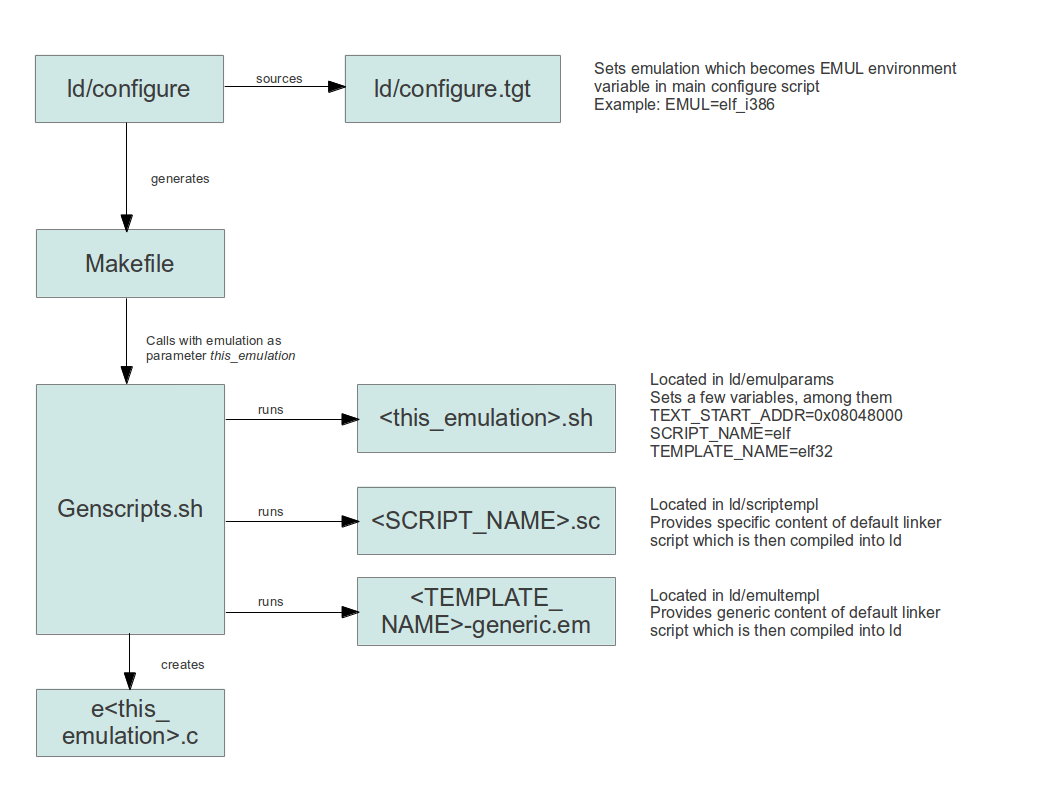 ld/configure
sources
ld/configure.tgt
Sets emulation which becomes EMUL environment
variable in main configure script
Example: EMUL=elf_i386
generates
Makefile
Calls with emulation as
parameter this_emulation
Genscripts.sh
runs
<this_emulation>.sh
Located in ld/emulparams
Sets a few variables, among them
TEXT_START_ADDR=0x08048000
SCRIPT_NAME=elf
TEMPLATE_NAME=elf32
runs
<SCRIPT_NAME>.sc
Located in ld/scriptempl
Provides specific content of default linker
script which is then compiled into ld
runs
<TEMPLATE_
NAME>-generic.em
Located in ld/emultempl
Provides generic content of default linker
script which is then compiled into ld
creates
e<this_
emulation>.c